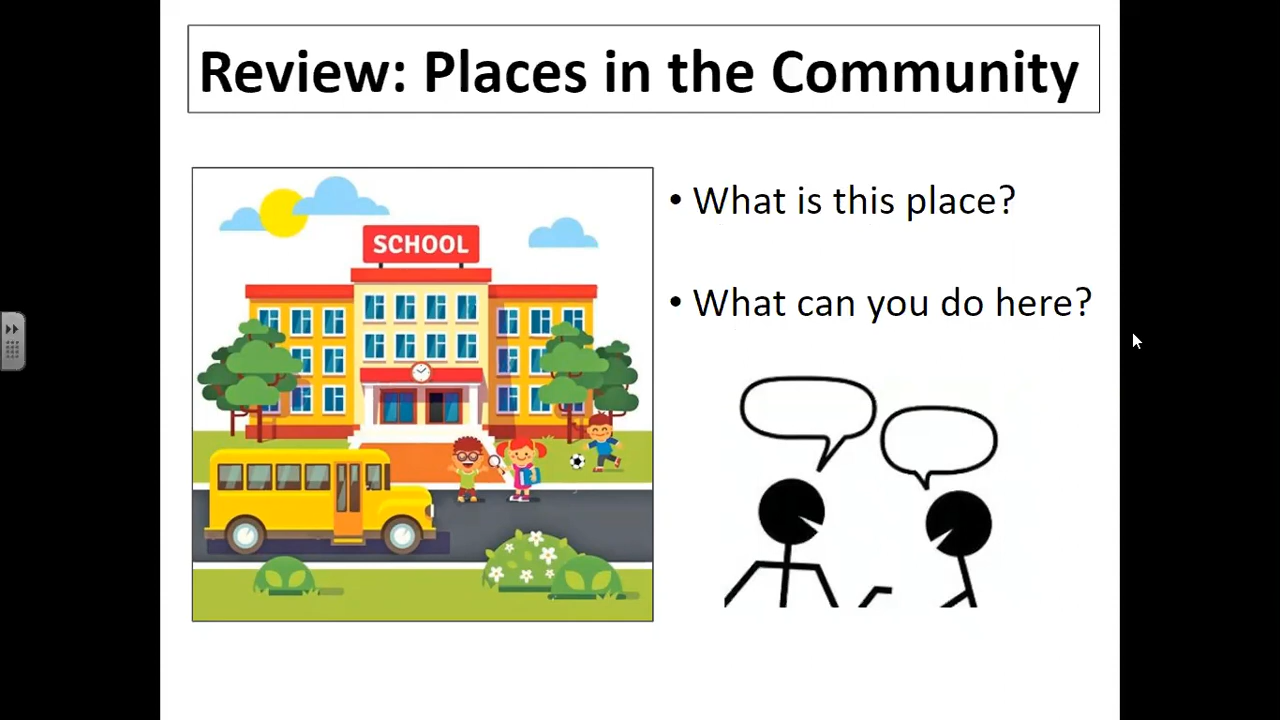 Review: Places in the Community
SCHOOL
• What is this place?
• What can you do here?